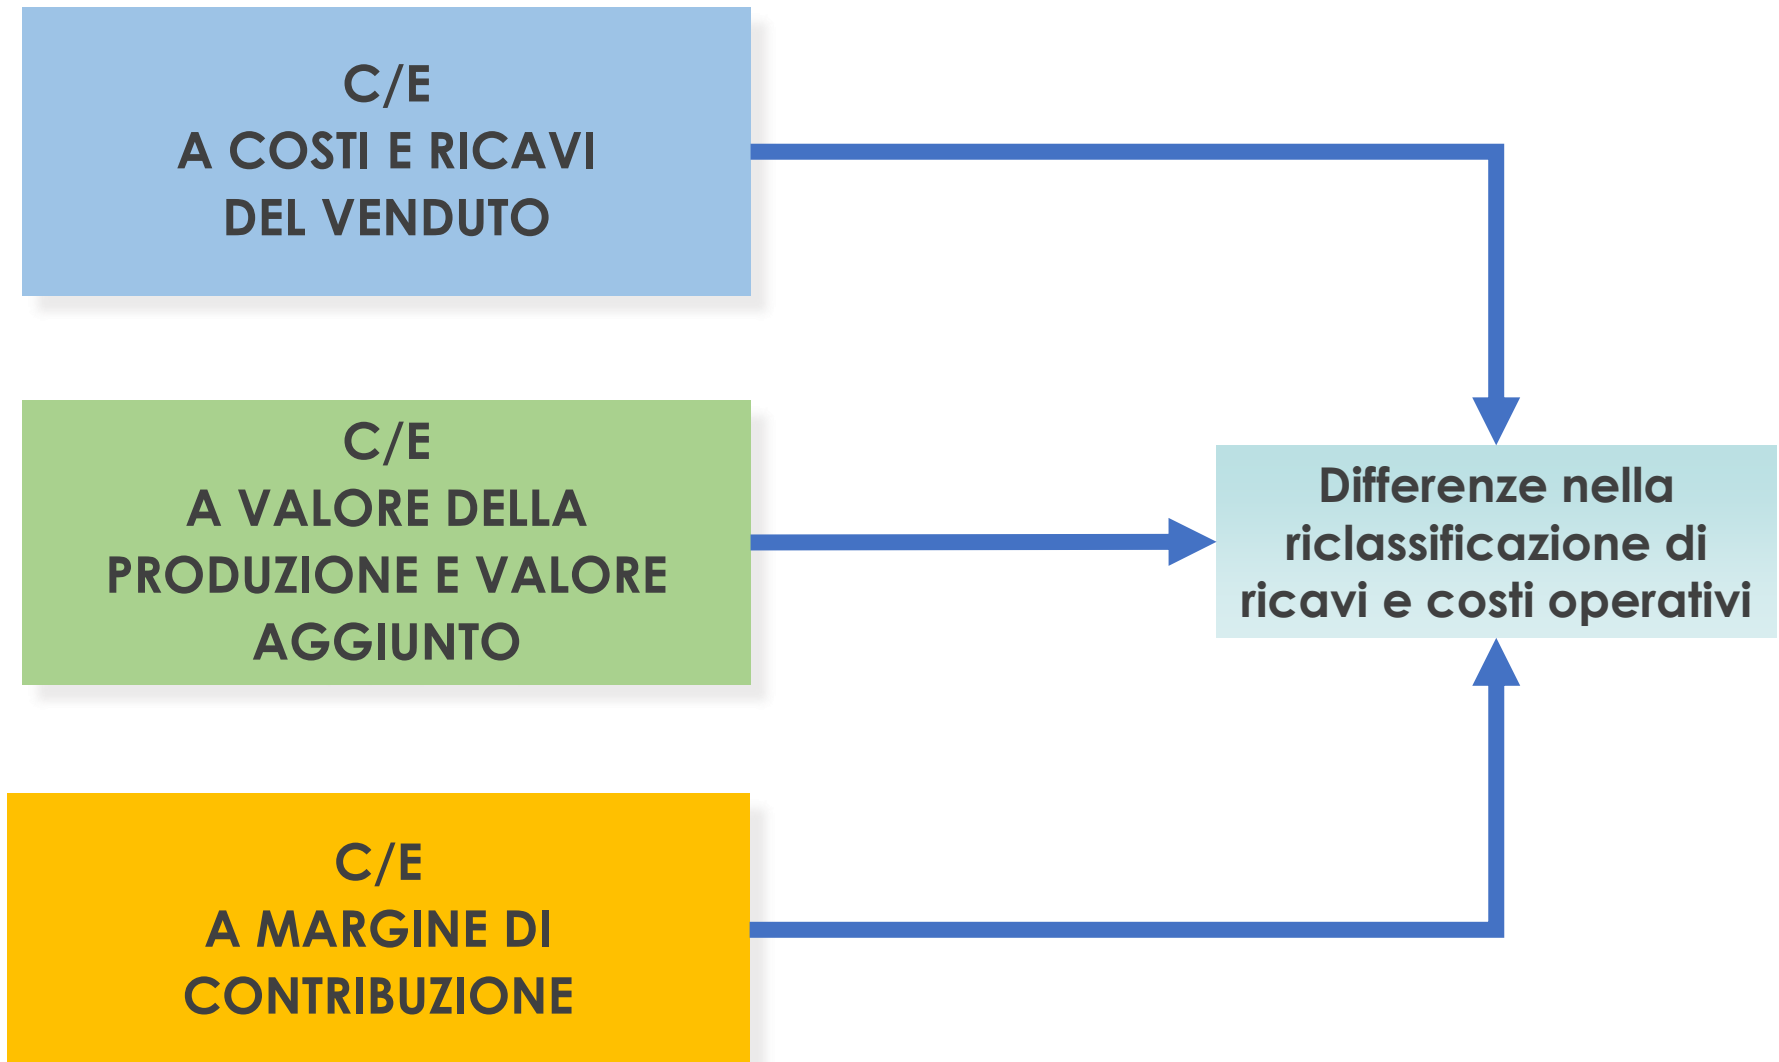 C/E
A COSTI E RICAVI
DEL VENDUTO
C/E
A VALORE DELLA
PRODUZIONE E VALORE
AGGIUNTO
Differenze nella
riclassificazione di
ricavi e costi operativi
C/E
A MARGINE DI
CONTRIBUZIONE